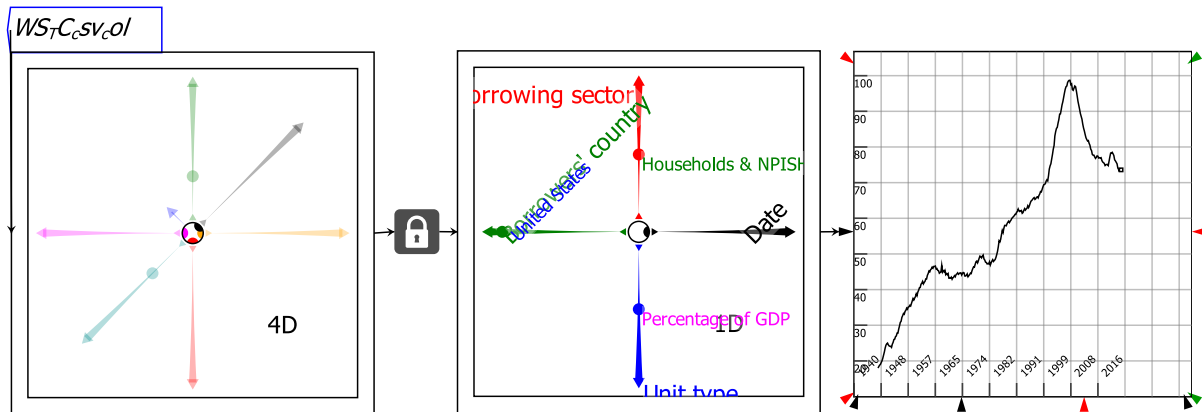 WSTCcsvcol
4D
orrowing sector
Borrowers' country
United States
Households & NPISH
Date
Percentage of GDP
1D
Unit type
100
90
80
70
60
50
40
30
20
1940
1948
1957
1965
1974
1982
1991
1999
2008
2016